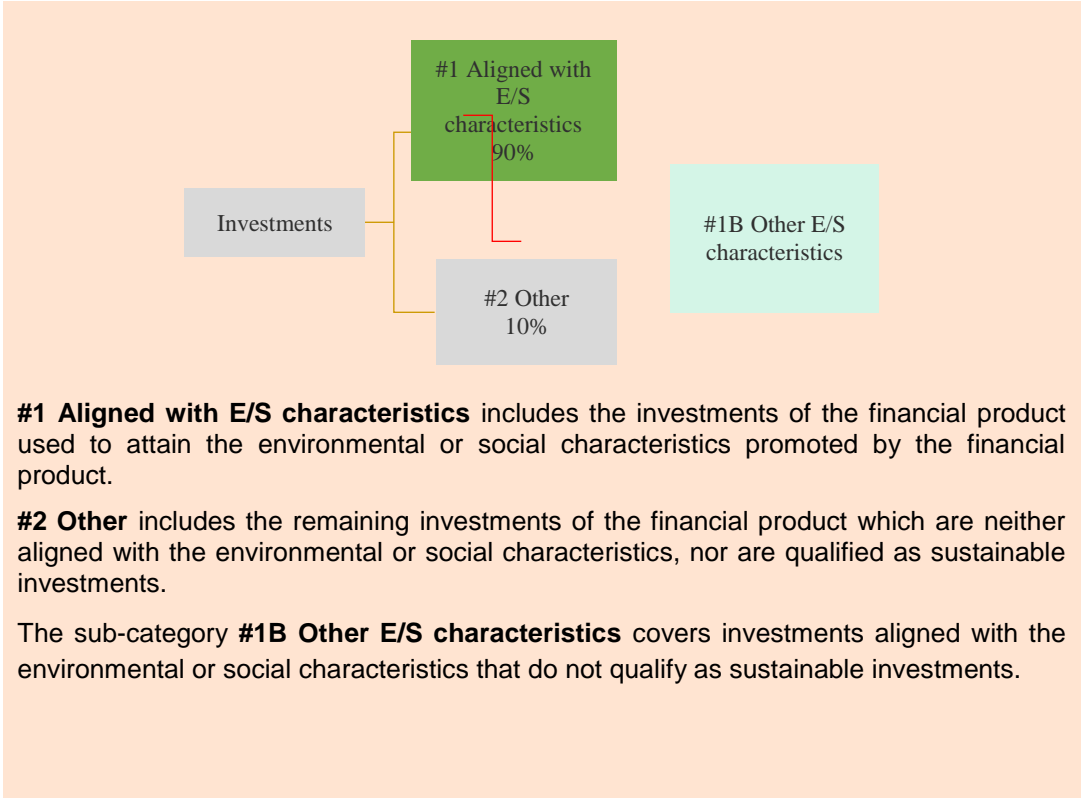 #1 Aligned with
E/S
characteristics
90%
Investments
#1B Other E/S
characteristics
#2 Other
10%
#1 Aligned with E/S characteristics includes the investments of the financial product
used to attain the environmental or social characteristics promoted by the financial
product.
#2 Other includes the remaining investments of the financial product which are neither
aligned with the environmental or social characteristics, nor are qualified as sustainable
investments.
The sub-category #1B Other E/S characteristics covers investments aligned with the
environmental or social characteristics that do not qualify as sustainable investments.